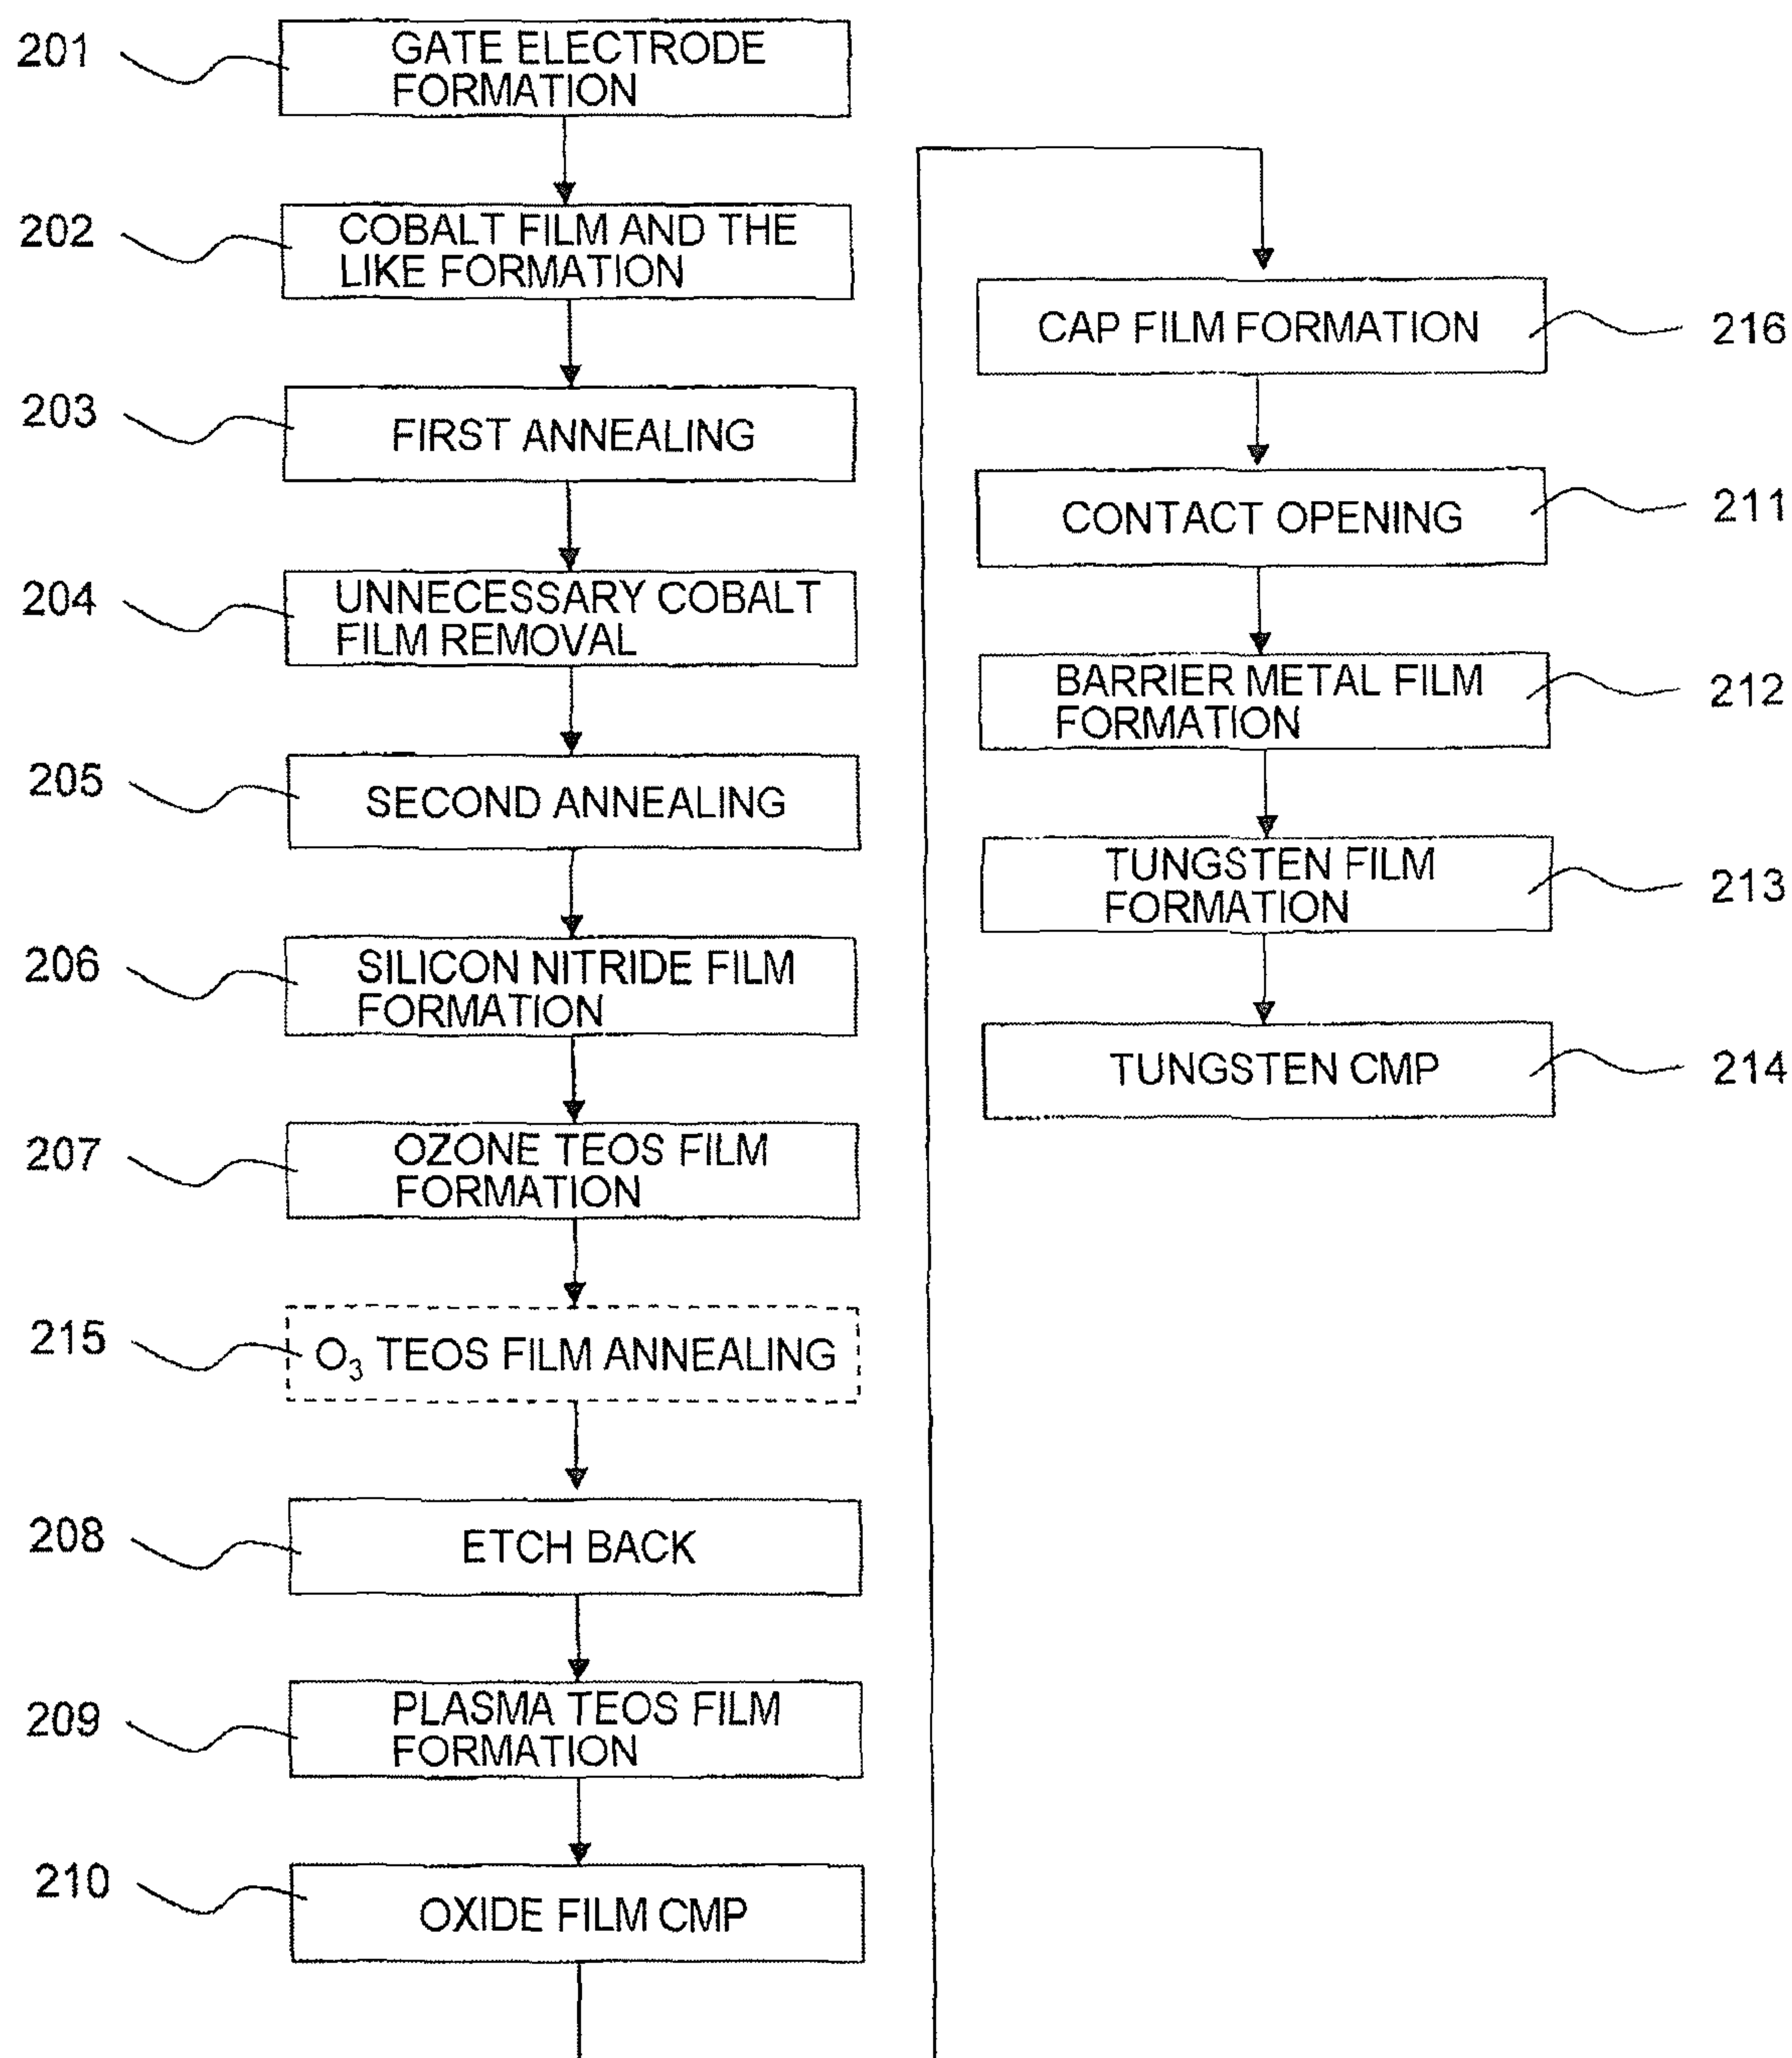 201
GATE ELECTRODE
FORMATION
202
COBALT FILM AND THE
LIKE FORMATION
203
FIRST ANNEALING
204
UNNECESSARY COBALT
FILM REMOVAL
205
SECOND ANNEALING
206
SILICON NITRIDE FILM
FORMATION
207
OZONE TEOS FILM
FORMATION
215
O₃ TEOS FILM ANNEALING
208
ETCH BACK
209
PLASMA TEOS FILM
FORMATION
210
OXIDE FILM CMP
CAP FILM FORMATION
216
CONTACT OPENING
211
BARRIER METAL FILM
FORMATION
212
TUNGSTEN FILM
FORMATION
213
TUNGSTEN CMP
214